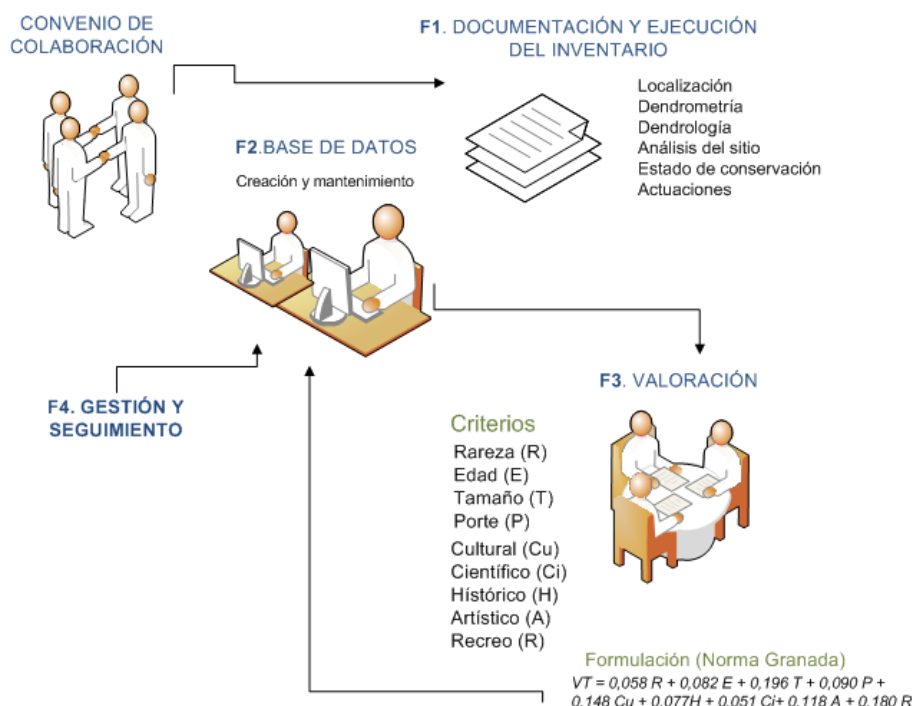 CONVENIO DE
COLABORACIÓN
F1. DOCUMENTACIÓN Y EJECUCIÓN
DEL INVENTARIO
Localización
Dendrometría
Dendrología
Análisis del sitio
Estado de conservación
Actuaciones
F2.BASE DE DATOS
Creación y mantenimiento
F3. VALORACIÓN
F4. GESTIÓN Y
SEGUIMIENTO
Criterios
Rareza (R)
Edad (E)
Tamaño (T)
Porte (P)
Cultural (Cu)
Científico (Ci)
Histórico (H)
Artístico (A)
Recreo (R)
Formulación (Norma Granada)
VT = 0,058 R + 0,082 E + 0,196 T + 0,090 P +
0,148 Cu + 0,077H + 0,051 Ci+ 0,118 A + 0,180 R